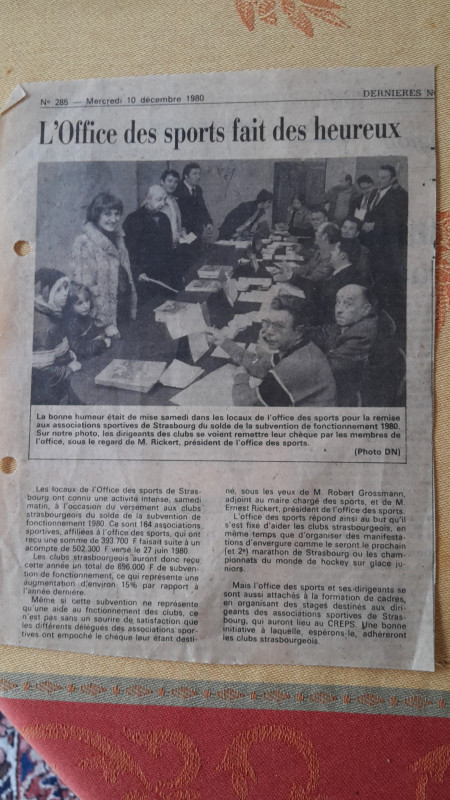 N° 286 — Mercredi 10 décembre 1980
DERNIERES N
L'Office des sports fait des heureux
La bonne humeur était de mise samedi dans les locaux de l'office des sports pour la remise
aux associations sportives de Strasbourg du solde de la subvention de fonctionnement 1980.
Sur notre photo, les dirigeants des clubs se voient remettre leur chèque par les membres de
l'office, sous le regard de M. Rickert, président de l'office des sports.
(Photo DN)
Les locaux de l'Office des sports de Stras-
bourg ont connu une activité intense, samedi
matin, à l'occasion du versement aux clubs
strasbourgeois du solde de la subvention de
fonctionnement 1980. Ce sont 164 associations
sportives, affiliées à l'office des sports, qui ont
reçu une somme de 393 700 F faisait suite à un
acompte de 502.300 F versé le 27 juin 1980.
Les clubs strasbourgeois auront donc reçu
cette année un total de 896.000 F de subven-
tion de fonctionnement, ce qui représente une
augmentation d'environ 15% par rapport à
l'année dernière.
Même si cette subvention ne représente
qu'une aide au fonctionnement des clubs, ce
n'est pas sans un sourire de satisfaction que
les différents délégués des associations spor-
tives ont empoché le chèque leur étant desti-
né, sous les yeux de M. Robert Grossmann,
adjoint au maire chargé des sports, et de M.
Ernest Rickert, président de l'office des sports.
L'office des sports répond ainsi au but qu'il
s'est fixé d'aider les clubs strasbourgeois, en
même temps que d'organiser des manifesta-
tions d'envergure comme le seront le prochain
(et 2e) marathon de Strasbourg ou les cham-
pionnats du monde de hockey sur glace ju-
niors.
Mais l'office des sports et ses dirigeants se
sont aussi attachés à la formation de cadres,
en organisant des stages destinés aux diri-
geants des associations sportives de Stras-
bourg, qui auront lieu au CREPS. Une bonne
initiative à laquelle, espérons-le, adhéreront
les clubs strasbourgeois.